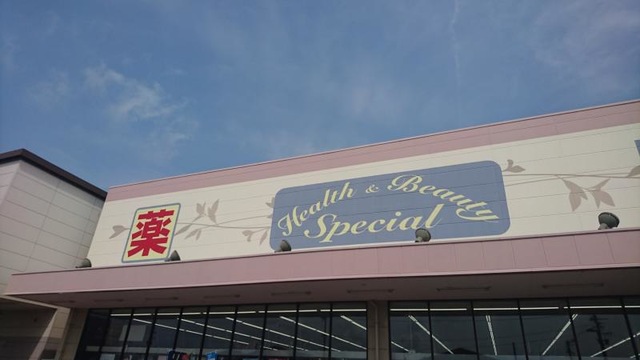 薬
Health & Beauty
Special